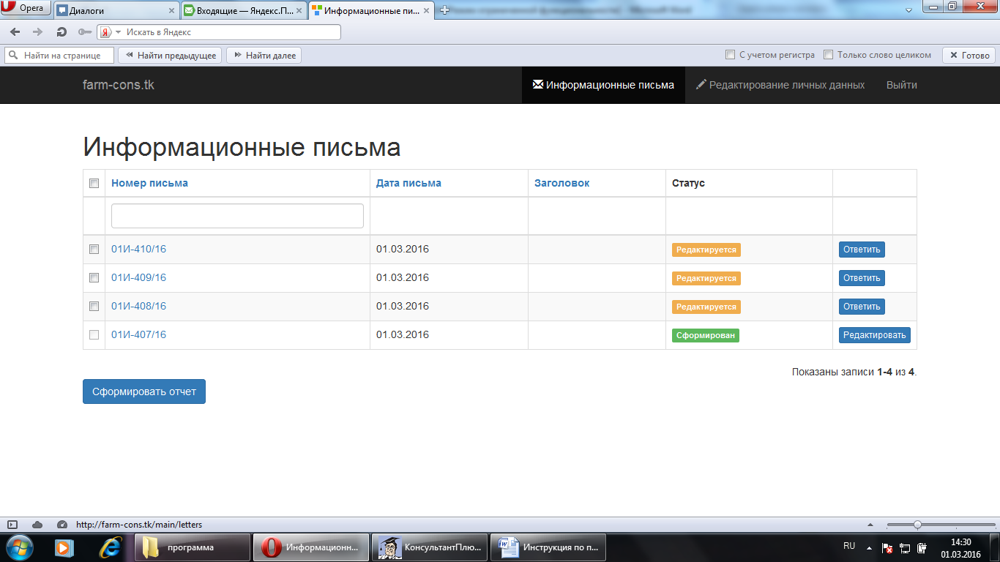 Opera
Диалоги
Входящие — Яндекс.П...
Информационные пис...
Искать в Яндекс
Найти на странице
Найти предыдущее
Найти далее
С учетом регистра
Только слово целиком
Готово
farm-cons.tk
Информационные письма
Редактирование личных данных
Выйти
Информационные письма
Номер письма Дата письма Заголовок Статус
01И-410/16 01.03.2016 Редактируется Ответить
01И-409/16 01.03.2016 Редактируется Ответить
01И-408/16 01.03.2016 Редактируется Ответить
01И-407/16 01.03.2016 Сформирован Редактировать
Показаны записи 1-4 из 4.
Сформировать отчет
http://farm-cons.tk/main/letters
программа
Информационн...
КонсультантПлю...
Инструкция по п...
RU
14:30
01.03.2016